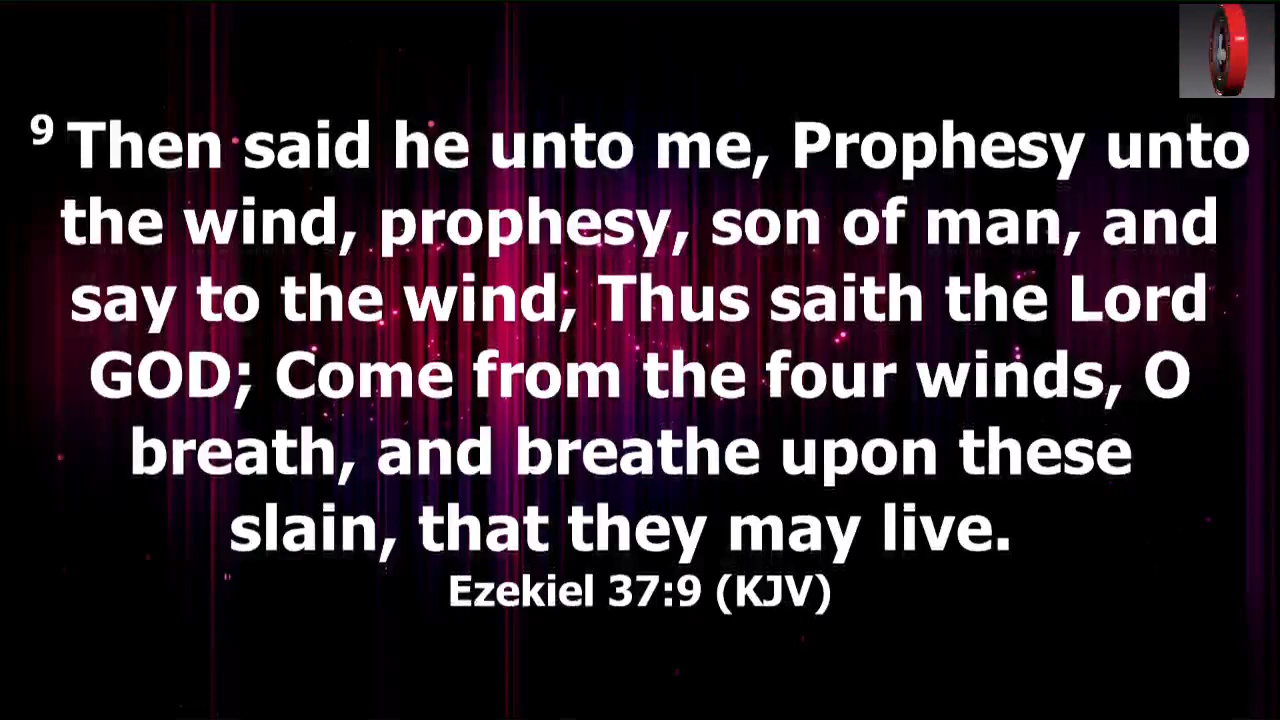 9 Then said he unto me, Prophesy unto
the wind, prophesy, son of man, and
say to the wind, Thus saith the Lord
GOD; Come from the four winds, O
breath, and breathe upon these
slain, that they may live.
Ezekiel 37:9 (KJV)